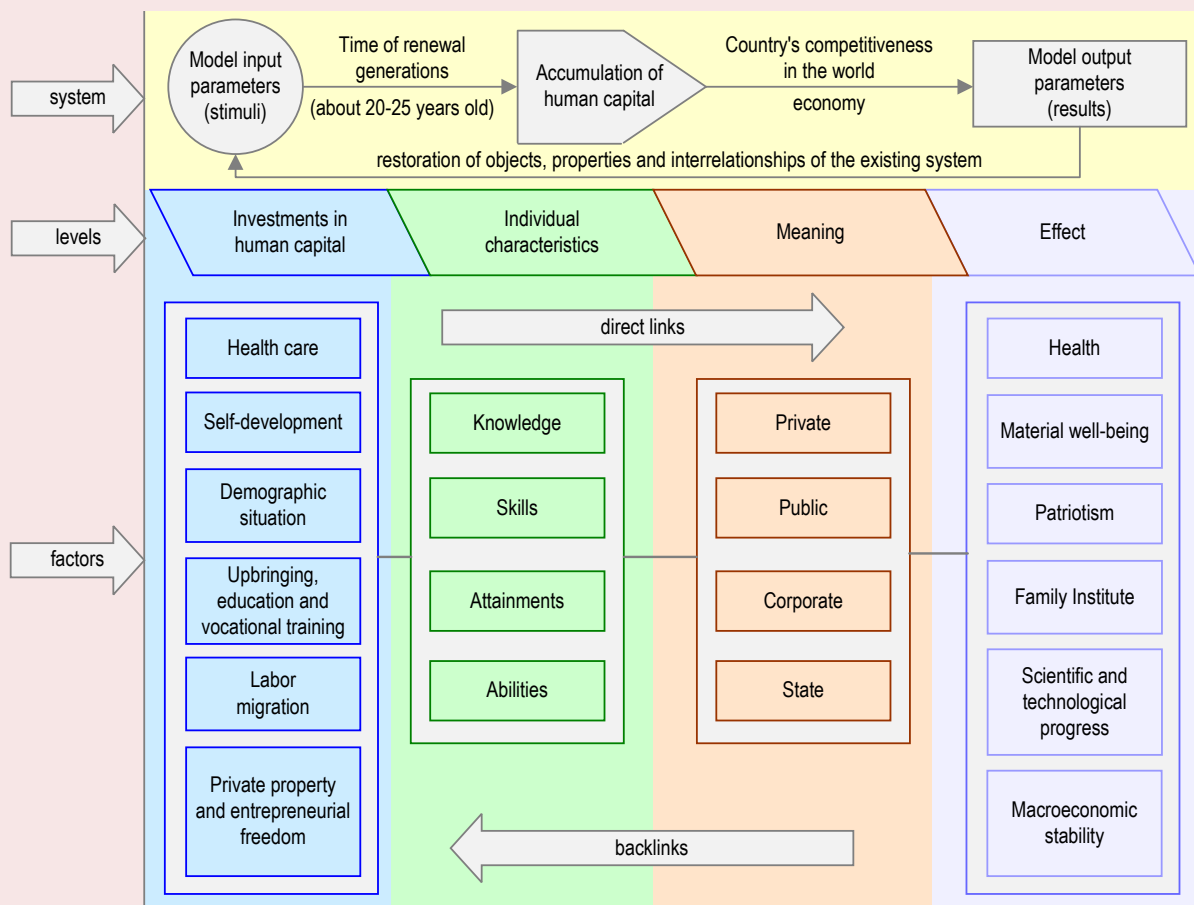 system
Model input
parameters
(stimuli)
Time of renewal
generations
(about 20-25 years old)
Accumulation of
human capital
Country's competitiveness
in the world
economy
Model output
parameters
(results)
restoration of objects, properties and interrelationships of the existing system
levels
Investments in
human capital
Individual
characteristics
Meaning
Effect
factors
direct links
Health care
Self-development
Demographic
situation
Upbringing,
education and
vocational training
Labor
migration
Private property
and entrepreneurial
freedom
Knowledge
Skills
Attainments
Abilities
Private
Public
Corporate
State
Health
Material well-being
Patriotism
Family Institute
Scientific and
technological
progress
Macroeconomic
stability
backlinks